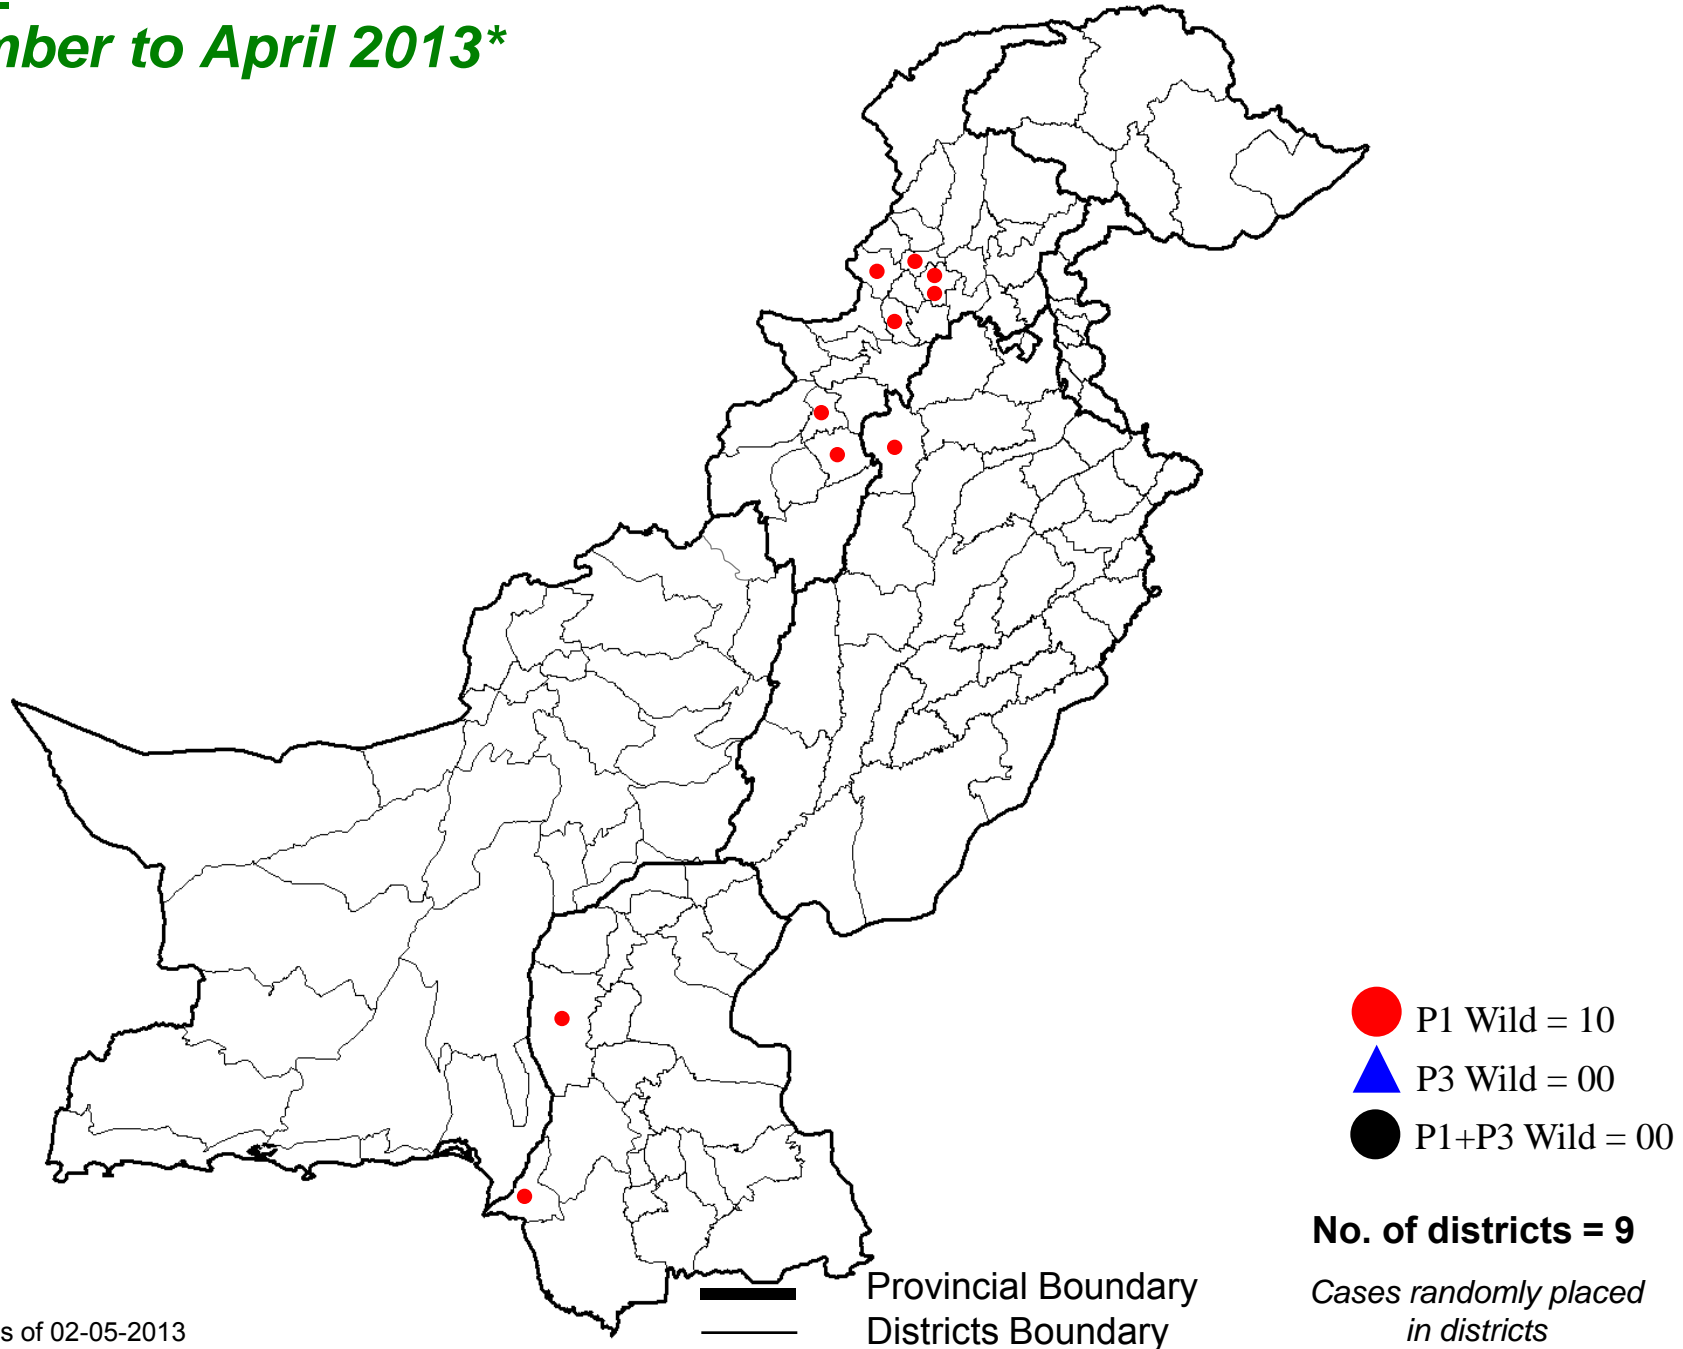 to April 2013*
P1 Wild = 10
P3 Wild = 00
P1+P3 Wild = 00
No. of districts = 9
Cases randomly placed
in districts
Provincial Boundary
Districts Boundary
of 02-05-2013